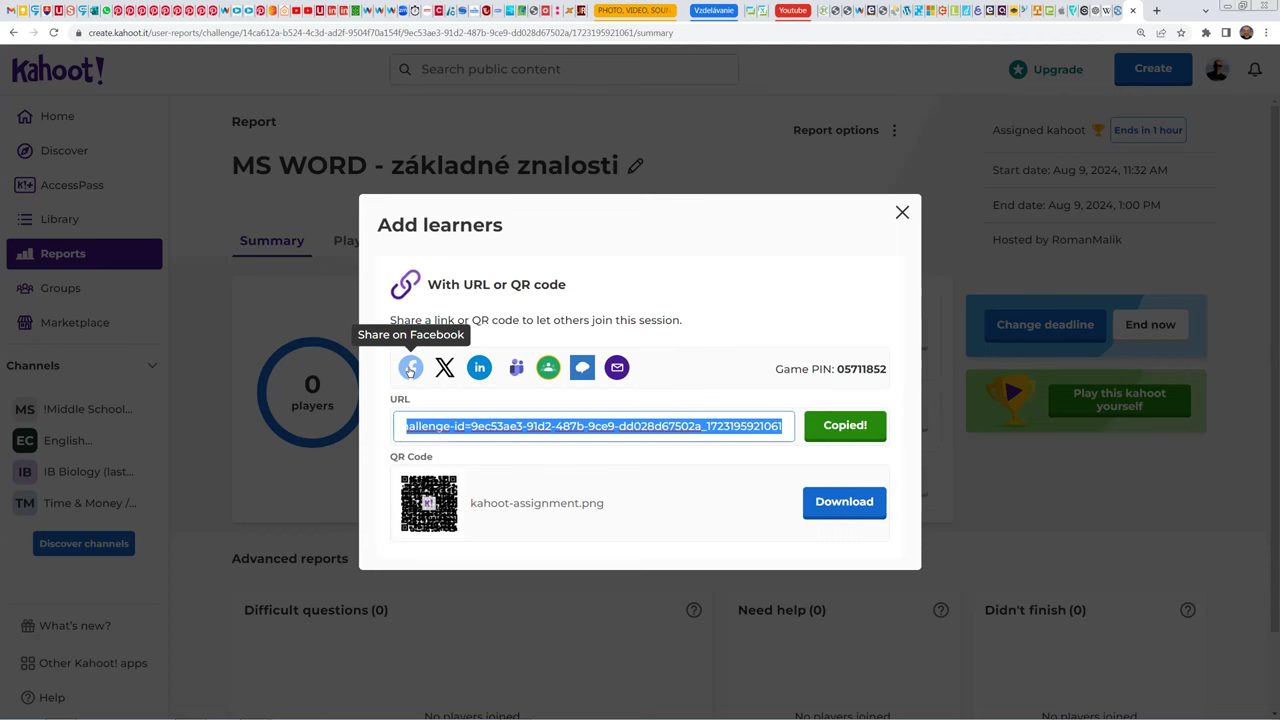 PHOTO, VIDEO, SOUN
Vzdelávanie
Youtube
create.kahoot.it/user-reports/challenge/14ca612a-b524-4c3d-ad2f-9504f70a154f/9ec53ae3-91d2-487b-9ce9-dd028d67502a/1723195921061/summary
Kahoot!
Search public content
Upgrade
Create
Home
Discover
AccessPass
Library
Reports
Groups
Marketplace
Channels
MS !Middle School...
EC English...
IB IB Biology (last...
TM Time & Money /...
Discover channels
What's new?
Other Kahoot! apps
Help
Report
Report options
MS WORD - základné znalosti
Summary
Play
0
players
Assigned kahoot
Ends in 1 hour
Start date: Aug 9, 2024, 11:32 AM
End date: Aug 9, 2024, 1:00 PM
Hosted by RomanMalik
Change deadline
End now
Play this kahoot
yourself
Add learners
With URL or QR code
Share a link or QR code to let others join this session.
Share on Facebook
Game PIN: 05711852
URL
hallenge-id=9ec53ae3-91d2-487b-9ce9-dd028d67502a_1723195921061
Copied!
QR Code
kahoot-assignment.png
Download
Advanced reports
Difficult questions (0)
Need help (0)
Didn't finish (0)
No players joined
No players joined
No players joined